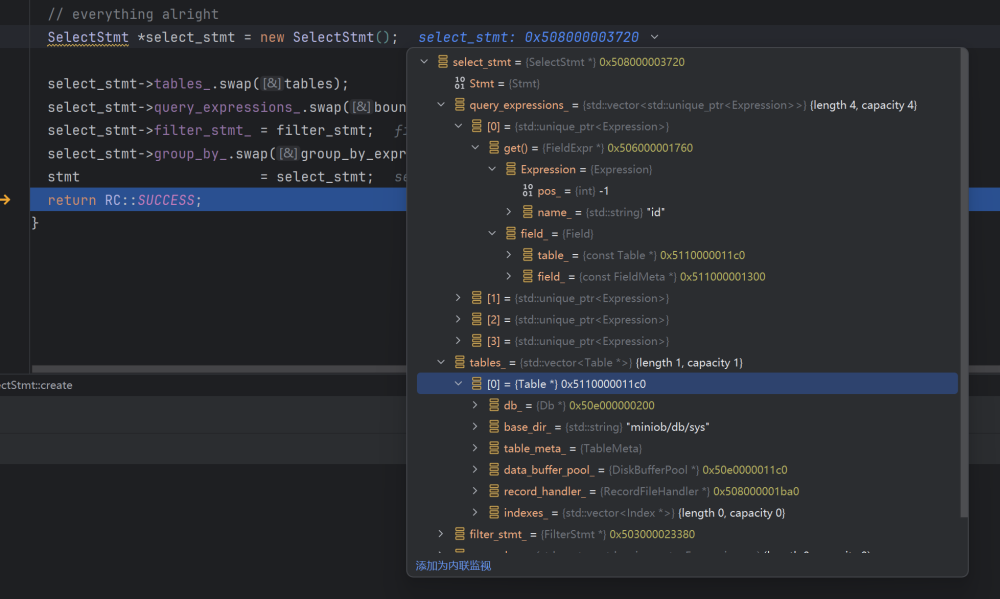 // everything alright
SelectStmt *select_stmt = new SelectStmt(); select_stmt: 0x508000003720
select_stmt->tables_.swap([&]tables);
select_stmt->query_expressions_.swap([&]boun
select_stmt->filter_stmt_ = filter_stmt;
select_stmt->group_by_.swap([&]group_by_expr
stmt = select_stmt;
return RC::SUCCESS;
}
ectStmt::create
select_stmt = {SelectStmt *} 0x508000003720
Stmt = {Stmt}
query_expressions_ = {std::vector<std::unique_ptr<Expression>>} {length 4, capacity 4}
[0] = {std::unique_ptr<Expression>}
get() = {FieldExpr *} 0x506000001760
Expression = {Expression}
pos_ = {int} -1
name_ = {std::string} "id"
field_ = {Field}
table_ = {const Table *} 0x5110000011c0
field_ = {const FieldMeta *} 0x511000001300
[1] = {std::unique_ptr<Expression>}
[2] = {std::unique_ptr<Expression>}
[3] = {std::unique_ptr<Expression>}
tables_ = {std::vector<Table *>} {length 1, capacity 1}
[0] = {Table *} 0x5110000011c0
db_ = {Db *} 0x50e000000200
base_dir_ = {std::string} "miniob/db/sys"
table_meta_ = {TableMeta}
data_buffer_pool_ = {DiskBufferPool *} 0x50e0000011c0
record_handler_ = {RecordFileHandler *} 0x508000001ba0
indexes_ = {std::vector<Index *>} {length 0, capacity 0}
filter_stmt_ = {FilterStmt *} 0x503000023380
添加为内联监视